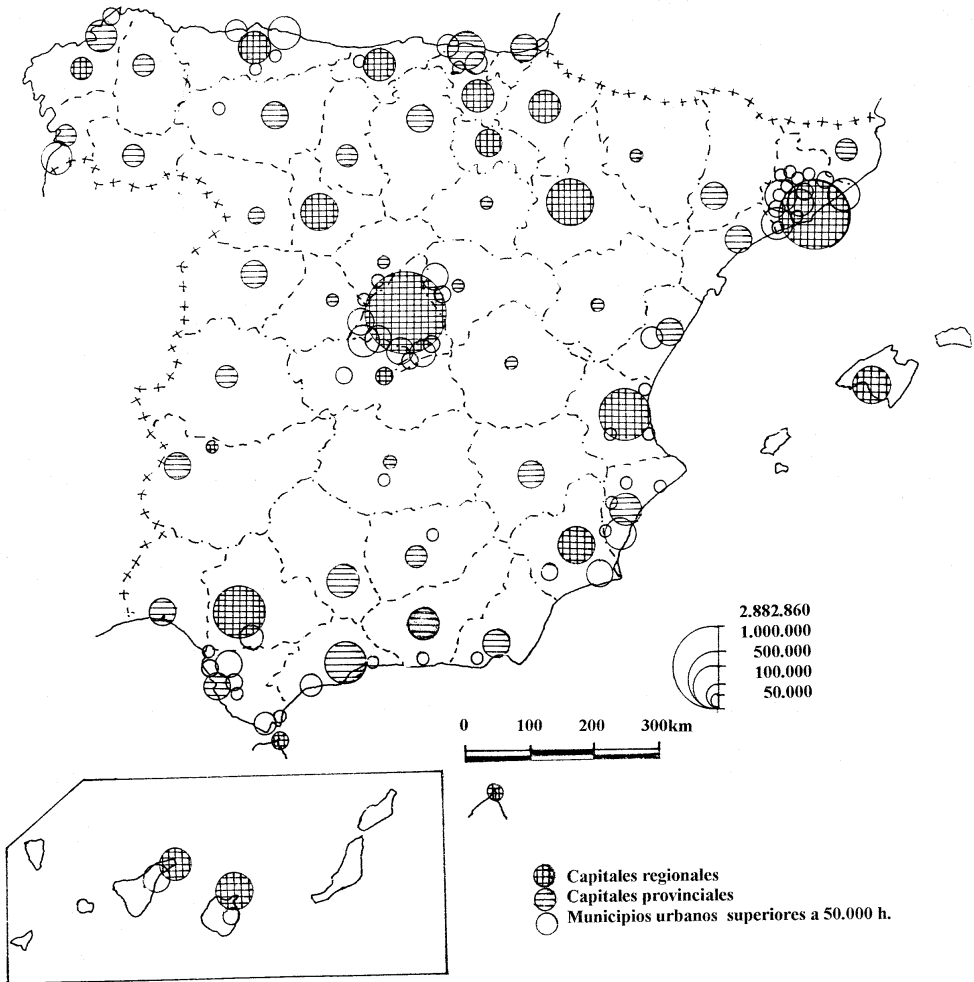 2.882.860
1.000.000
500.000
100.000
50.000
0 100 200 300km
Capitales regionales
Capitales provinciales
Municipios urbanos superiores a 50.000 h.